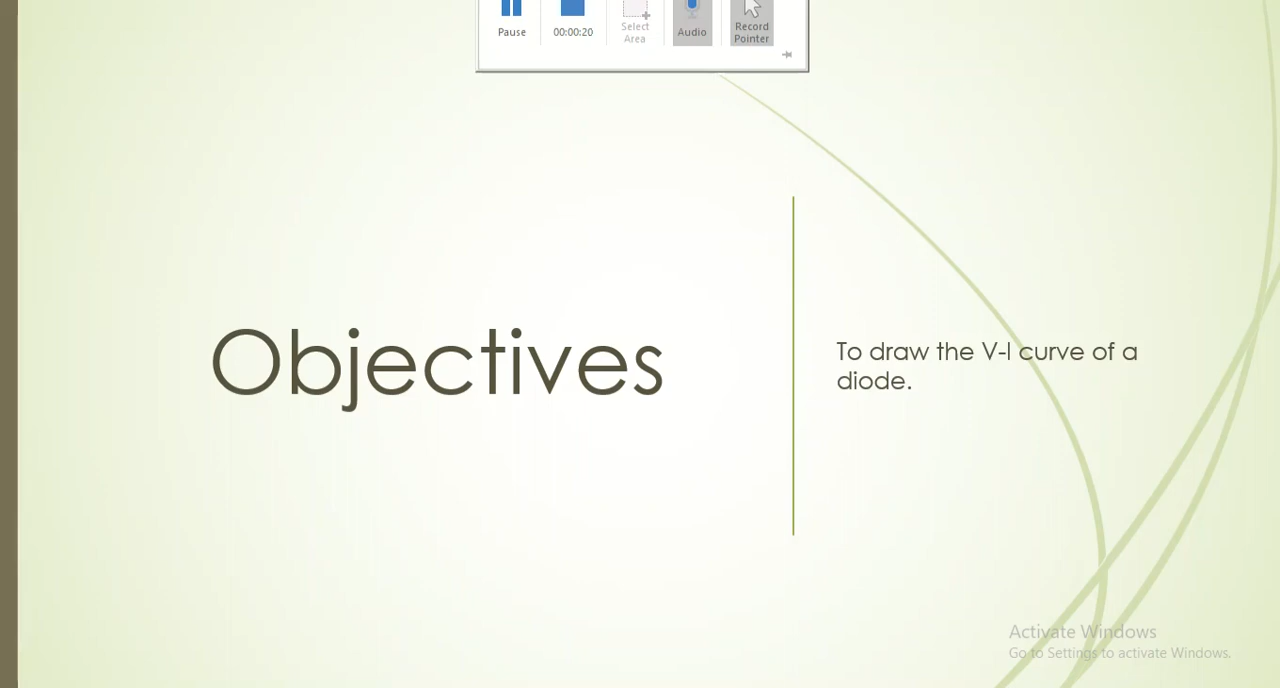 Pause
00:00:20
Select
Area
Audio
Record
Pointer
Objectives
To draw the V-I curve of a
diode.
Activate Windows
Go to Settings to activate Windows.